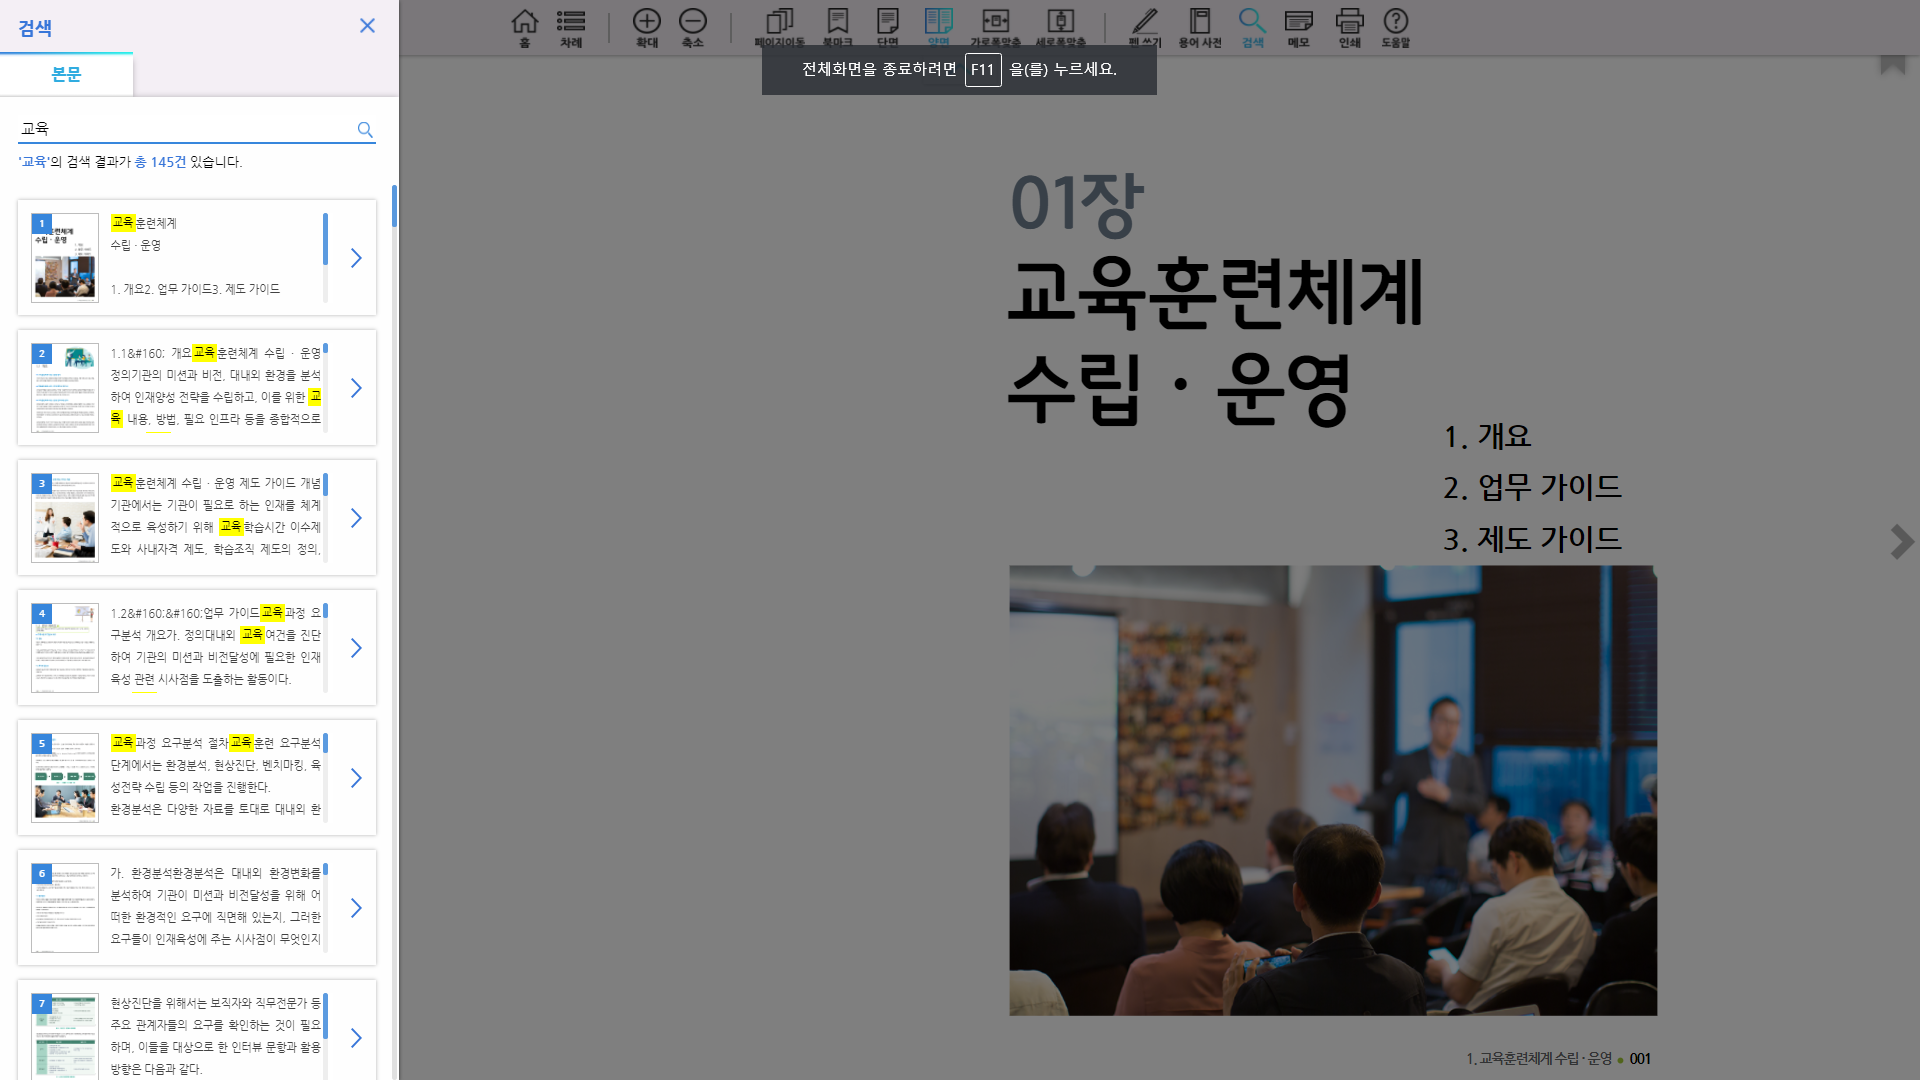 검색
본문
교육
'교육'의 검색 결과가 총 145건 있습니다.
1
교육훈련체계
수립 · 운영
1. 개요2. 업무 가이드3. 제도 가이드
2
1.1&#160; 개요교육훈련체계 수립 · 운영
정의기관의 미션과 비전, 대내외 환경을 분석
하여 인재양성 전략을 수립하고, 이를 위한 교
육 내용, 방법, 필요 인프라 등을 종합적으로
3
교육훈련체계 수립 · 운영 제도 가이드 개념
기관에서는 기관이 필요로 하는 인재를 체계
적으로 육성하기 위해 교육학습시간 이수제
도와 사내자격 제도, 학습조직 제도의 정의,
4
1.2&#160;&#160;업무 가이드교육과정 요
구분석 개요가. 정의대내외 교육여건을 진단
하여 기관의 미션과 비전달성에 필요한 인재
육성 관련 시사점을 도출하는 활동이다.
5
교육과정 요구분석 절차교육훈련 요구분석
단계에서는 환경분석, 현상진단, 벤치마킹, 육
성전략 수립 등의 작업을 진행한다.
환경분석은 다양한 자료를 토대로 대내외 환
6
가. 환경분석환경분석은 대내외 환경변화를
분석하여 기관이 미션과 비전달성을 위해 어
떠한 환경적인 요구에 직면해 있는지, 그러한
요구들이 인재육성에 주는 시사점이 무엇인지
7
현상진단을 위해서는 보직자와 직무전문가 등
주요 관계자들의 요구를 확인하는 것이 필요
하며, 이들을 대상으로 한 인터뷰 문항과 활용
방향은 다음과 같다.
홈 차례 확대 축소 페이지이동 북마크 단면 양면 가로폭맞춤 세로폭맞춤 펜 쓰기 용어 사전 검색 메모 인쇄 도움말
전체화면을 종료하려면 F11 을(를) 누르세요.
01장
교육훈련체계
수립 · 운영
1. 개요
2. 업무 가이드
3. 제도 가이드
1. 교육훈련체계 수립 · 운영 ● 001